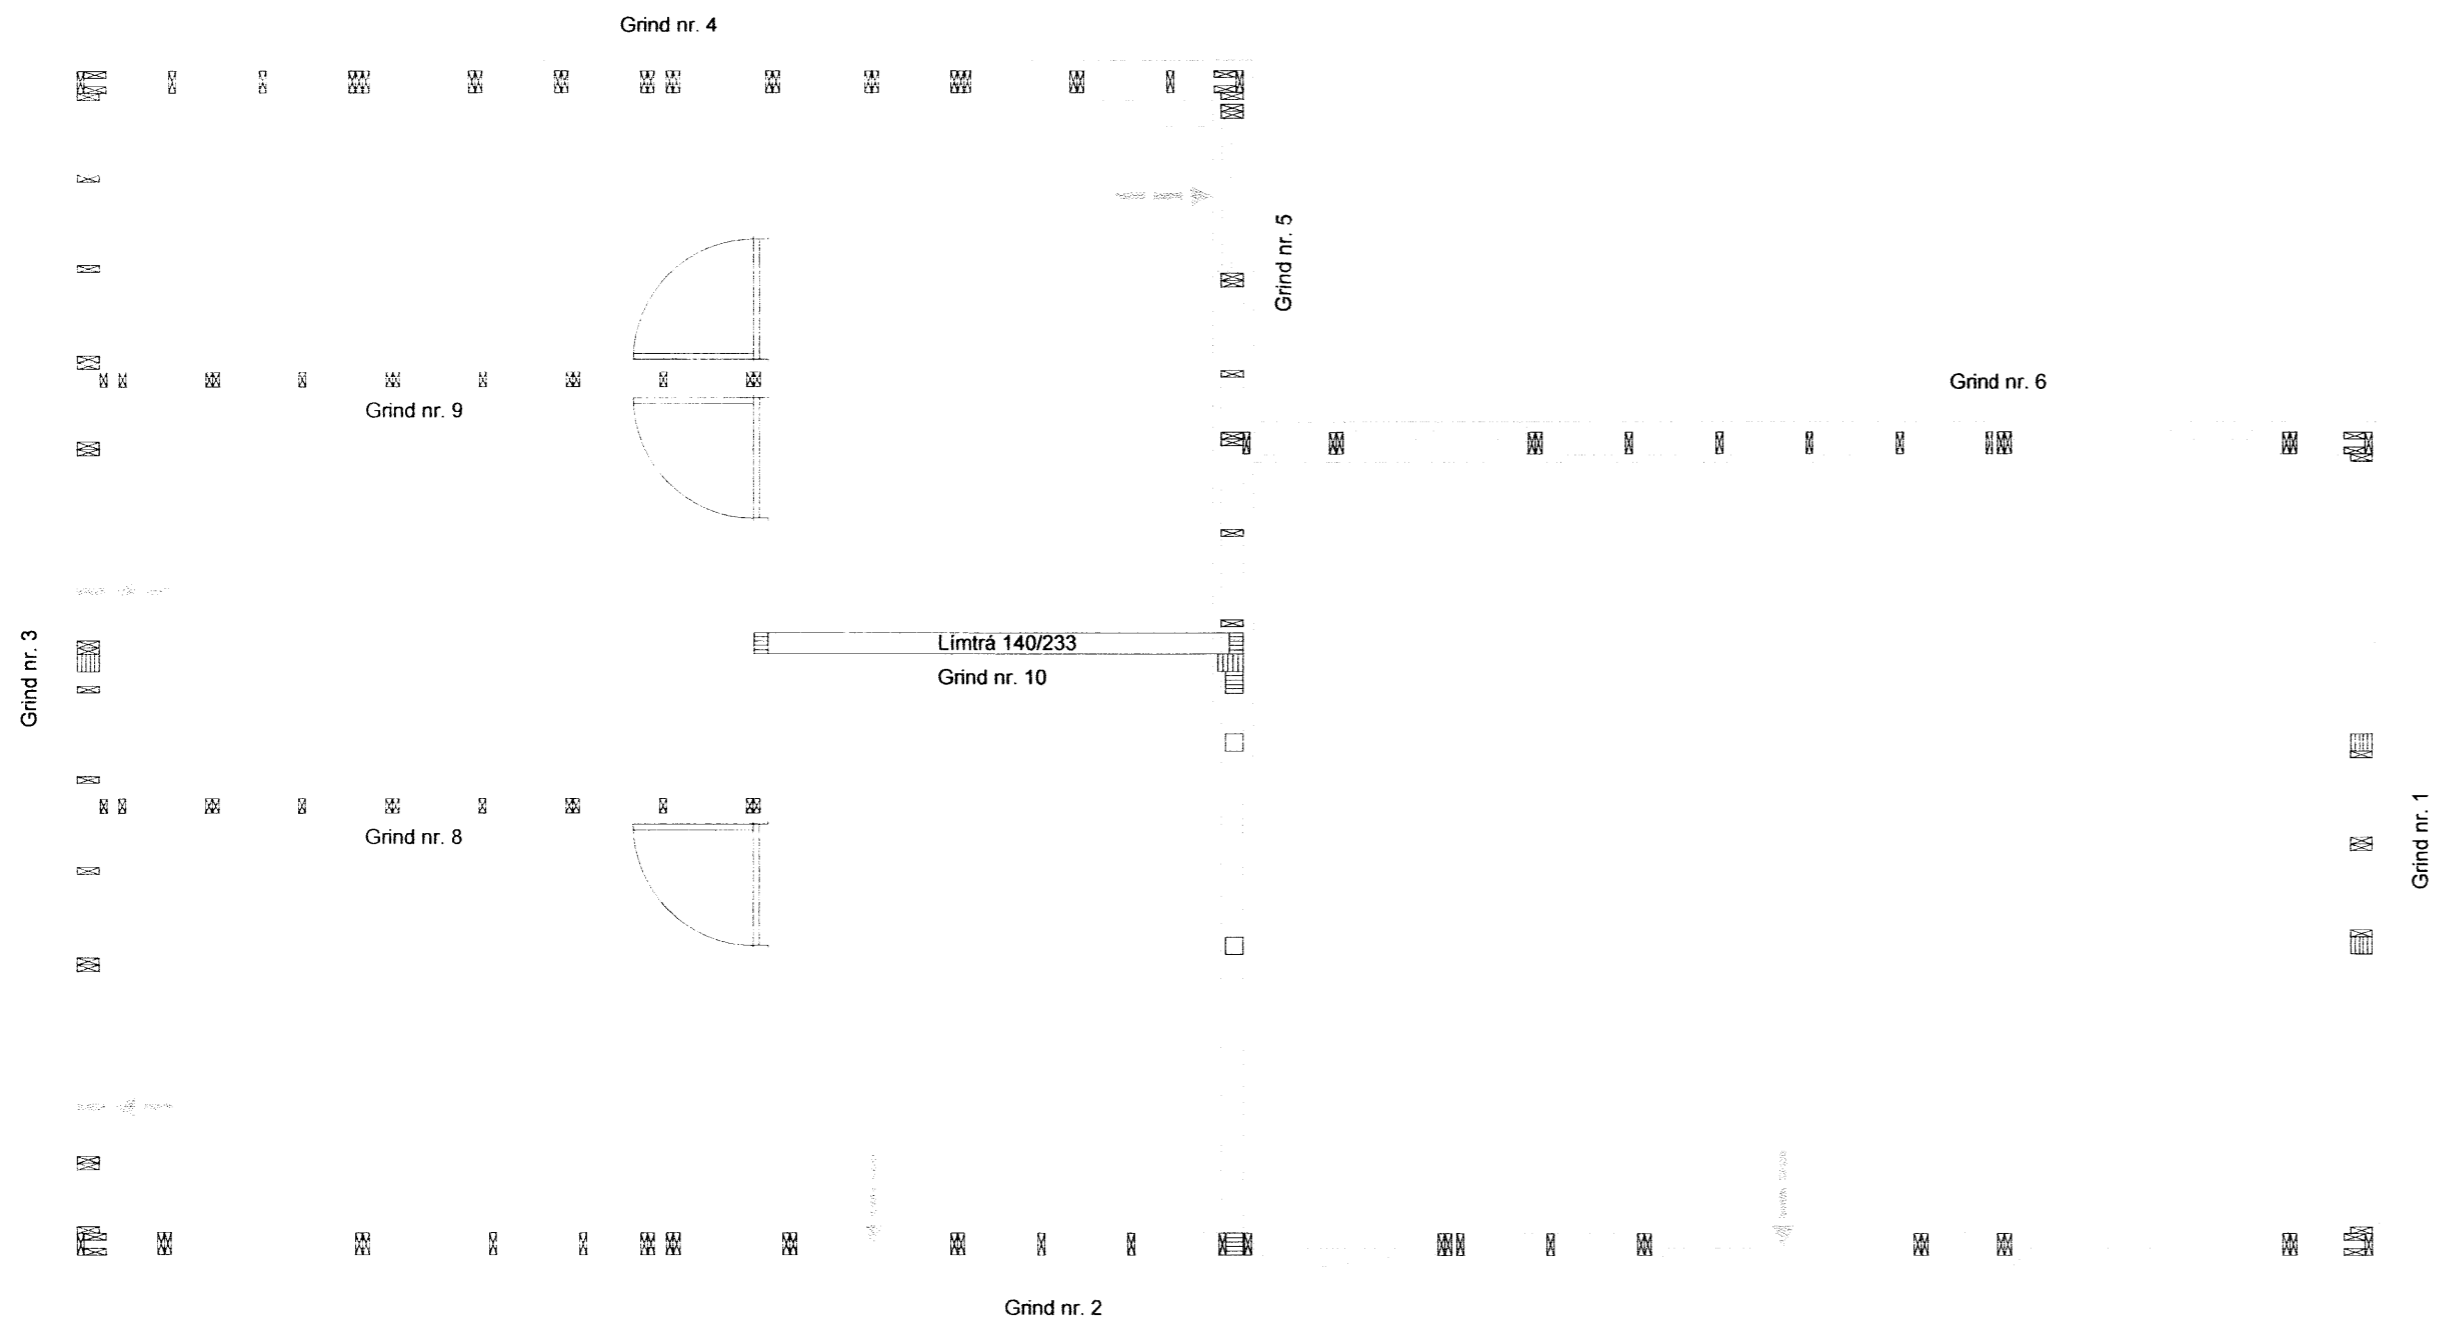 Grind nr. 4
Grind nr. 5
Grind nr. 6
Grind nr. 9
Grind nr. 3
Límtrá 140/233
Grind nr. 10
Grind nr. 8
Grind nr. 1
Grind nr. 2